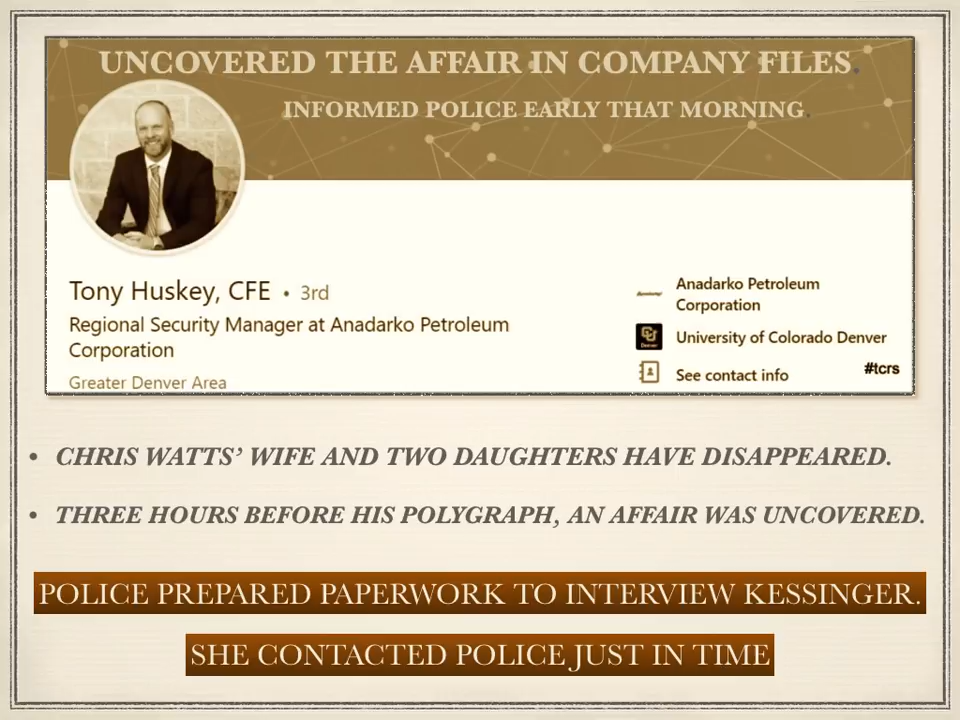 UNCOVERED THE AFFAIR IN COMPANY FILES.
INFORMED POLICE EARLY THAT MORNING.
Tony Huskey, CFE • 3rd
Regional Security Manager at Anadarko Petroleum
Corporation
Greater Denver Area
Anadarko Petroleum
Corporation
University of Colorado Denver
See contact info
#tcrs
• CHRIS WATTS’ WIFE AND TWO DAUGHTERS HAVE DISAPPEARED.
• THREE HOURS BEFORE HIS POLYGRAPH, AN AFFAIR WAS UNCOVERED.
POLICE PREPARED PAPERWORK TO INTERVIEW KESSINGER.
SHE CONTACTED POLICE JUST IN TIME